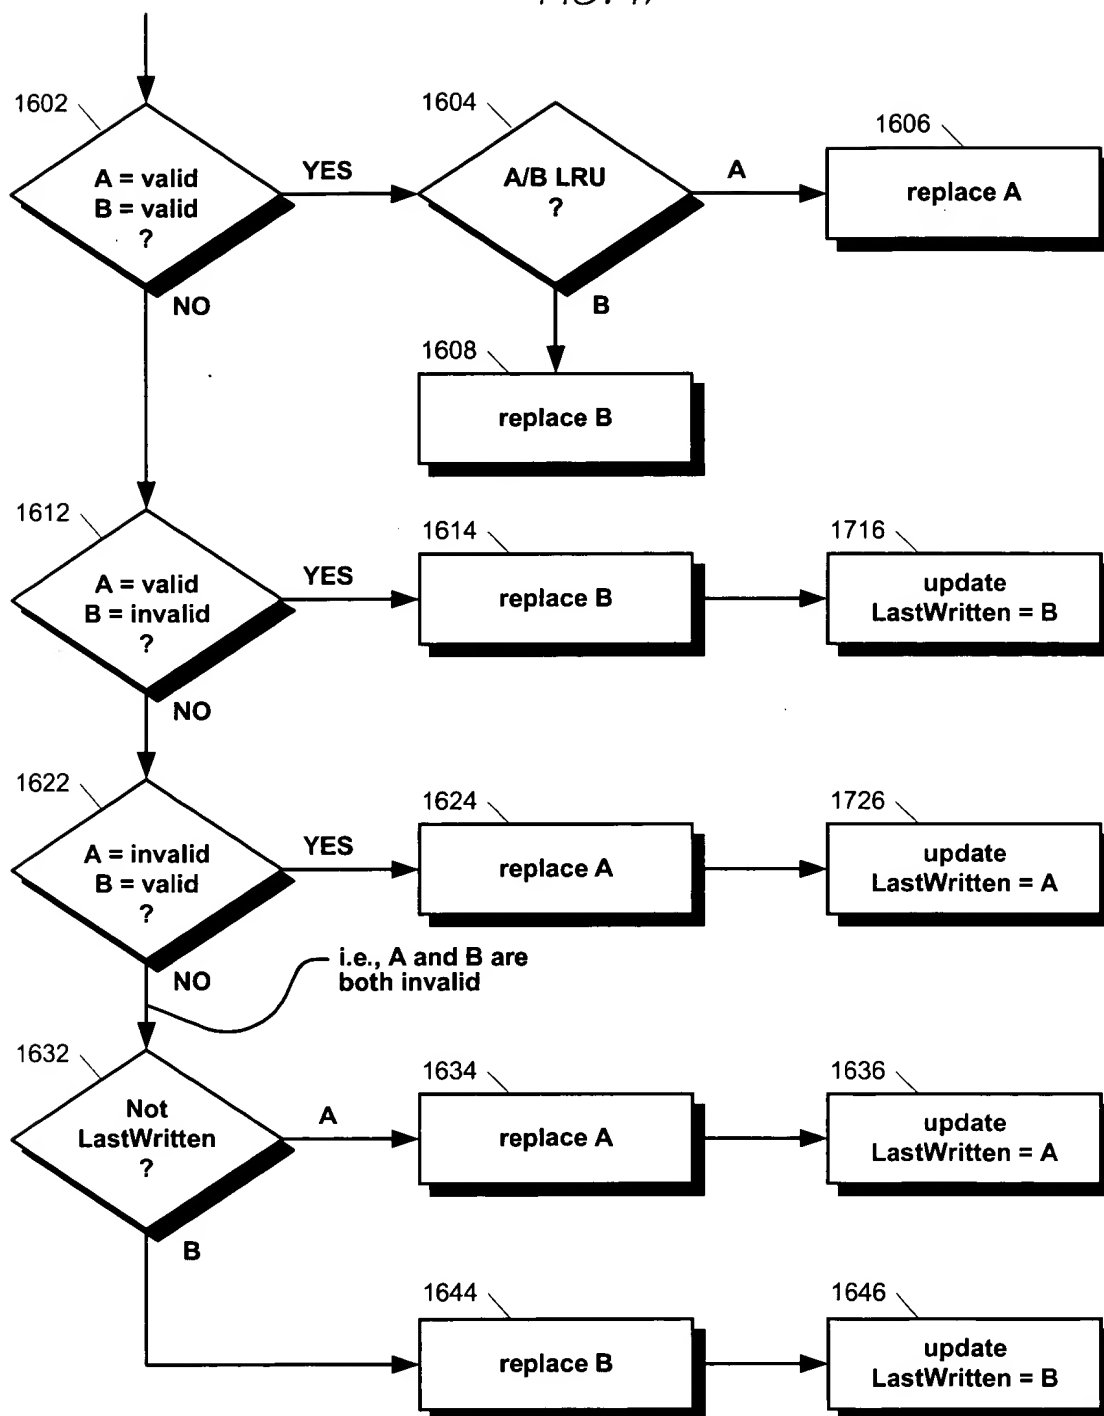 1602
A = valid
B = valid
?
YES
NO
1604
A/B LRU
?
A
B
1606
replace A
1608
replace B
1612
A = valid
B = invalid
?
YES
NO
1614
replace B
1716
update
LastWritten = B
1622
A = invalid
B = valid
?
YES
NO
1624
replace A
1726
update
LastWritten = A
i.e., A and B are
both invalid
1632
Not
LastWritten
?
A
B
1634
replace A
1636
update
LastWritten = A
1644
replace B
1646
update
LastWritten = B